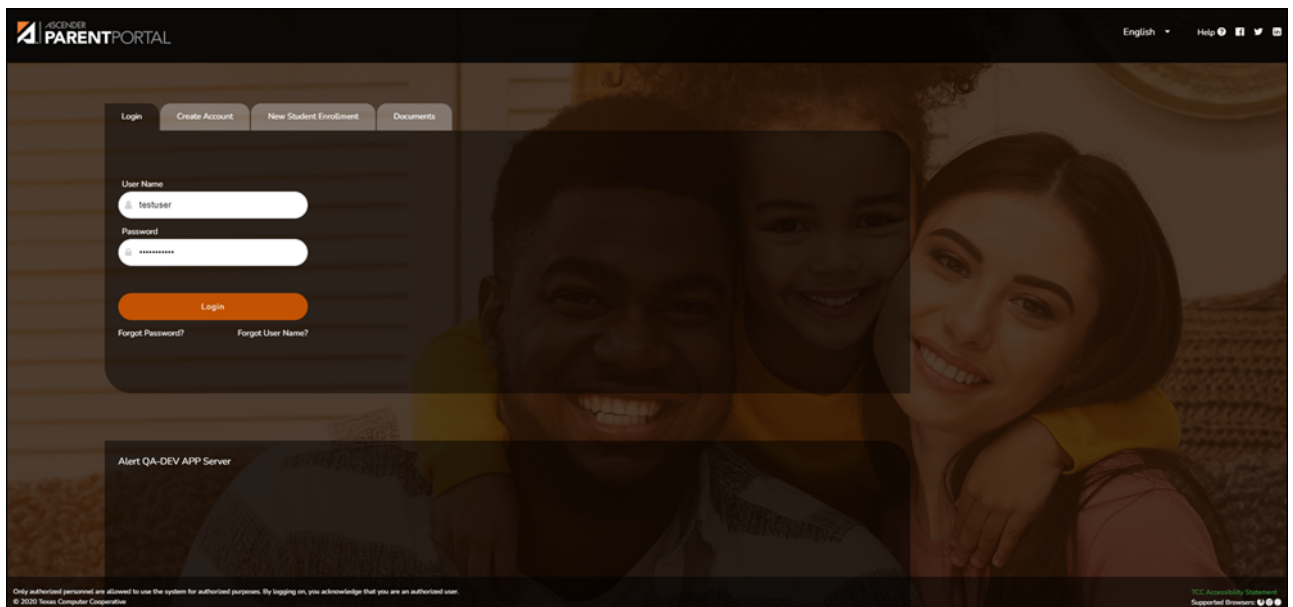 ASCENDER
PARENTPORTAL
English
Help
Login
Create Account
New Student Enrollment
Documents
User Name
testuser
Password
Login
Forgot Password?
Forgot User Name?
Alert QA-DEV APP Server
Only authorized personnel are allowed to use the system for authorized purposes. By logging on, you acknowledge that you are an authorized user.
© 2020 Texas Computer Cooperative
TCC Accessibility Statement
Supported Browsers: